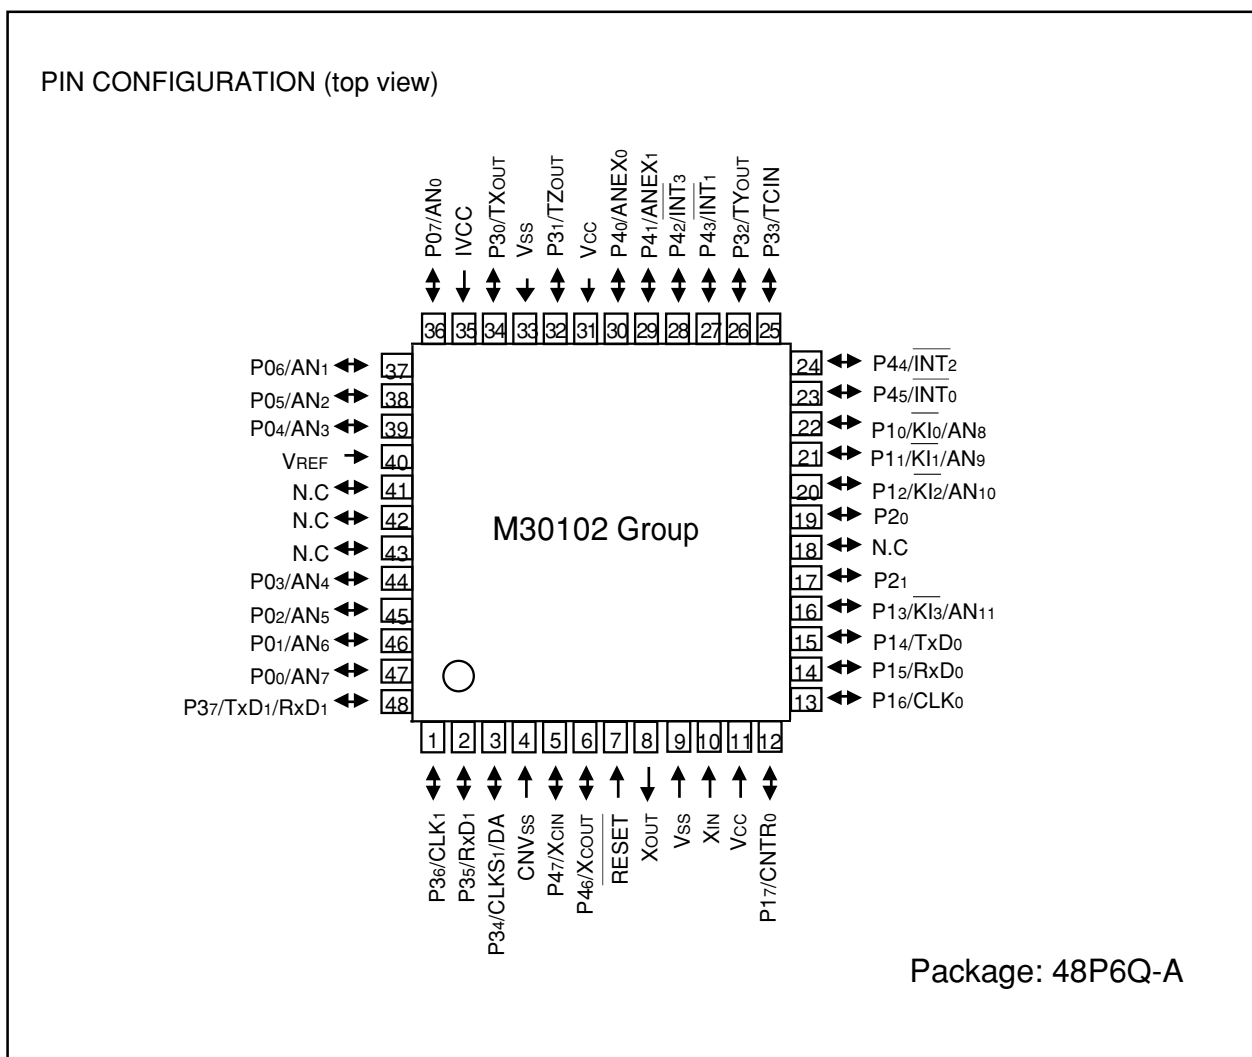 PIN CONFIGURATION (top view)
P07/AN0
IVCC
P30/TXOUT
VSS
P31/TZOUT
VCC
P40/ANEX0
P41/ANEX1
P42/INT3
P43/INT1
P32/TYOUT
P33/TCIN
36 35 34 33 32 31 30 29 28 27 26 25
P06/AN1 37
P05/AN2 38
P04/AN3 39
VREF 40
N.C 41
N.C 42
N.C 43
P03/AN4 44
P02/AN5 45
P01/AN6 46
P00/AN7 47
P37/TxD1/RxD1 48
M30102 Group
24 P44/INT2
23 P45/INT0
22 P10/KI0/AN8
21 P11/KI1/AN9
20 P12/KI2/AN10
19 P20
18 N.C
17 P21
16 P13/KI3/AN11
15 P14/TxD0
14 P15/RxD0
13 P16/CLK0
1 2 3 4 5 6 7 8 9 10 11 12
P36/CLK1
P35/RxD1
P34/CLKS1/DA
CNVSS
P47/XCIN
P46/XCOUT
RESET
XOUT
VSS
XIN
VCC
P17/CNTR0
Package: 48P6Q-A